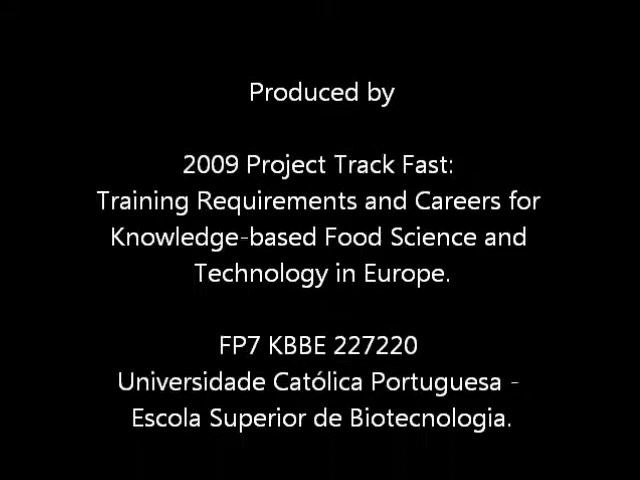 Produced by
2009 Project Track Fast:
Training Requirements and Careers for
Knowledge-based Food Science and
Technology in Europe.
FP7 KBBE 227220
Universidade Católica Portuguesa -
Escola Superior de Biotecnologia.